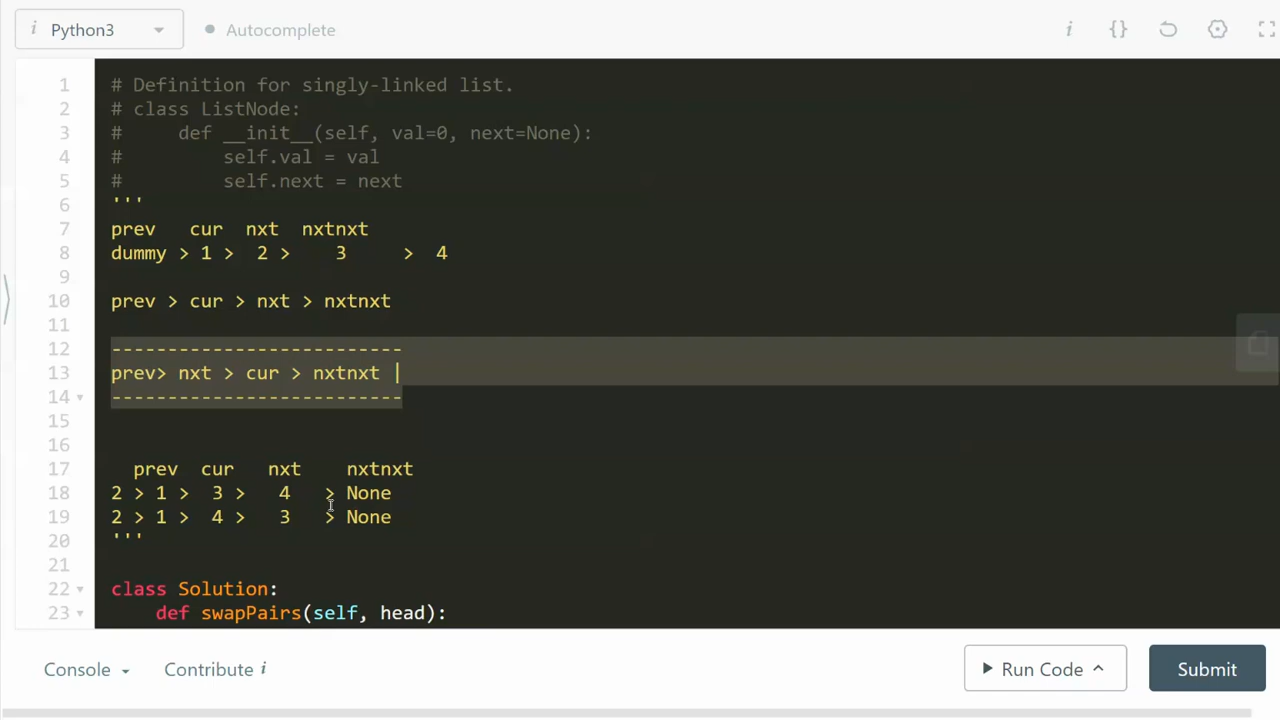 i Python3
Autocomplete
i {}
1 # Definition for singly-linked list.
2 # class ListNode:
3 #     def __init__(self, val=0, next=None):
4 #         self.val = val
5 #         self.next = next
6 '''
7 prev   cur  nxt  nxtnxt
8 dummy > 1 >  2 >    3     >  4
9
10 prev > cur > nxt > nxtnxt
11
12 --------------------------
13 prev> nxt > cur > nxtnxt
14 --------------------------
15
16
17   prev  cur   nxt    nxtnxt
18 2 > 1 >  3 >   4   > None
19 2 > 1 >  4 >   3   > None
20 '''
21
22 class Solution:
23     def swapPairs(self, head):
Console
Contribute i
Run Code
Submit